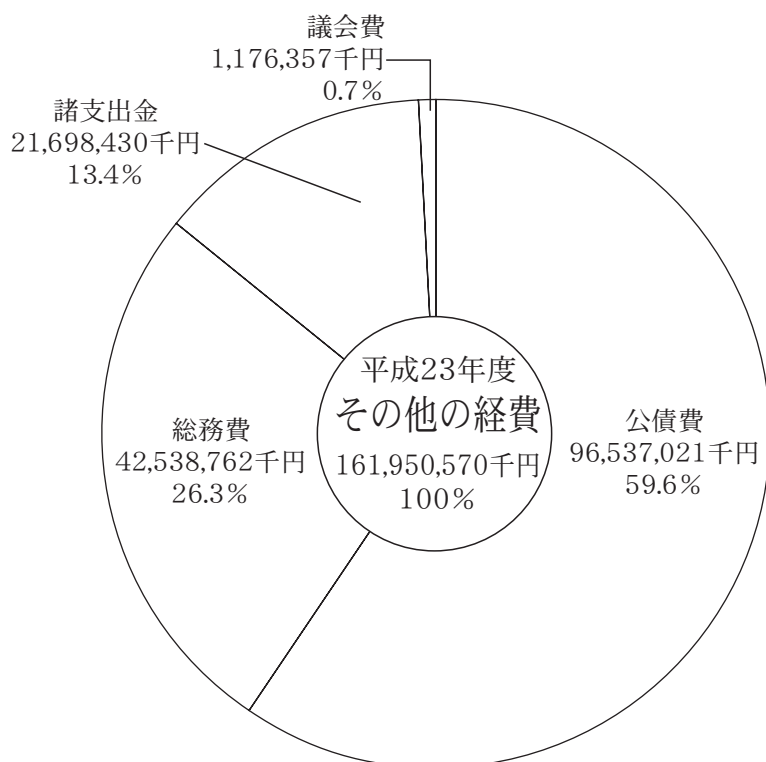 議会費
1,176,357千円
0.7%
諸支出金
21,698,430千円
13.4%
平成23年度
その他の経費
161,950,570千円
100%
総務費
42,538,762千円
26.3%
公債費
96,537,021千円
59.6%